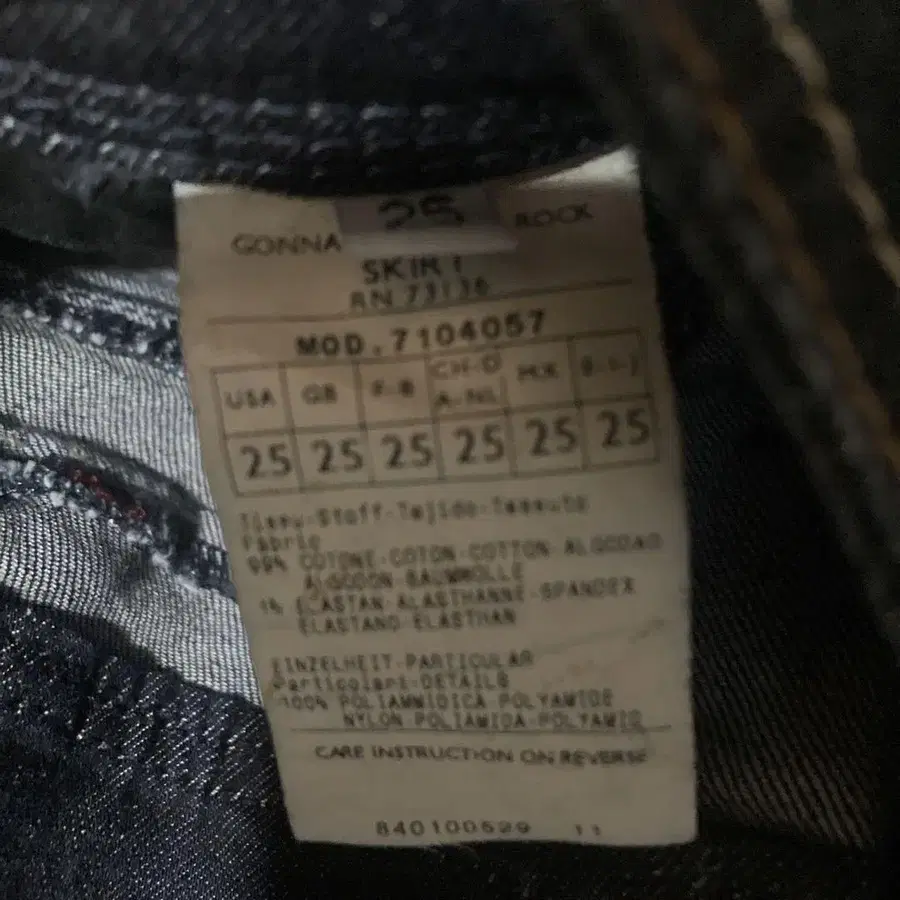 25
GONNA ROCK
SKIRT
RN 73136
MOD. 7104057
USA GB F-B CH-D A-NL MX
25 25 25 25 25 25
Tissu-Stoff-Tejido-Tessuto
Fabric
99% COTONE-COTON-COTTON ALGODAO
ALGODON BAUMWOLLE
1% ELASTAN-ALASTHANNE-SPANDEX
ELASTANO-ELASTHAN
EINZELHEIT-PARTICULAR
Particolari-DETAILS
100% POLIAMMIDICA POLYAMIDE
NYLON-POLIAMIDA-POLYAMID
CARE INSTRUCTION ON REVERSE
840100529 11